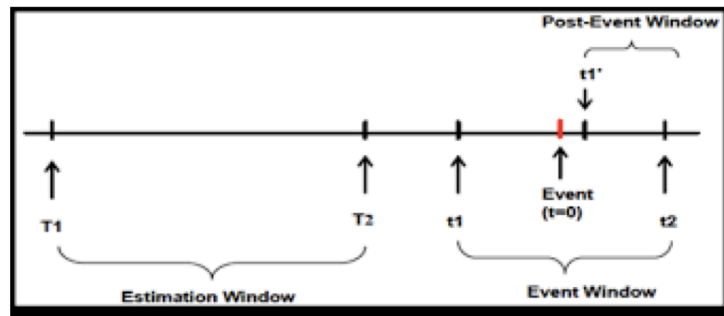 Post-Event Window
t1'
T1
T2
t1
Event
(t=0)
t2
Estimation Window
Event Window